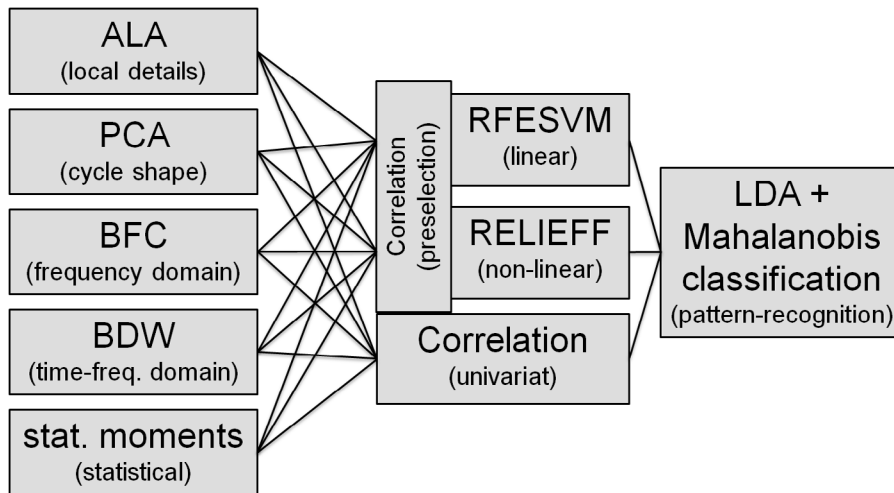 ALA
(local details)
PCA
(cycle shape)
BFC
(frequency domain)
BDW
(time-freq. domain)
stat. moments
(statistical)
Correlation
(preselection)
RFESVM
(linear)
RELIEFF
(non-linear)
Correlation
(univariat)
LDA +
Mahalanobis
classification
(pattern-recognition)